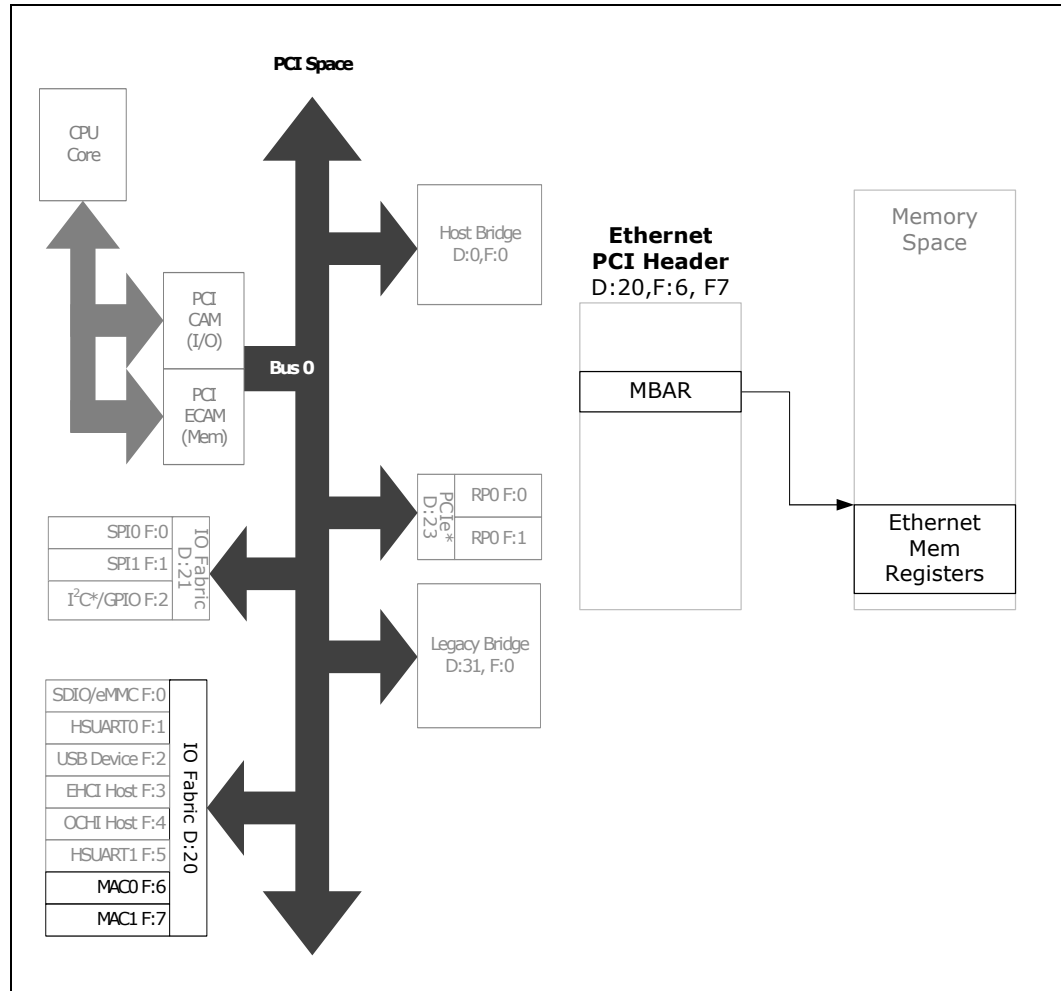 PCI Space
CPU
Core
PCI
CAM
(I/O)
PCI
ECAM
(Mem)
Bus 0
Host Bridge
D:0,F:0
Ethernet
PCI Header
D:20,F:6, F7
MBAR
Memory
Space
Ethernet
Mem
Registers
SPI0 F:0
SPI1 F:1
I²C*/GPIO F:2
IO Fabric
D:21
PCIe*
D:23
RP0 F:0
RP0 F:1
Legacy Bridge
D:31, F:0
SDIO/eMMC F:0
HSUART0 F:1
USB Device F:2
EHCI Host F:3
OCHI Host F:4
HSUART1 F:5
MAC0 F:6
MAC1 F:7
IO Fabric D:20